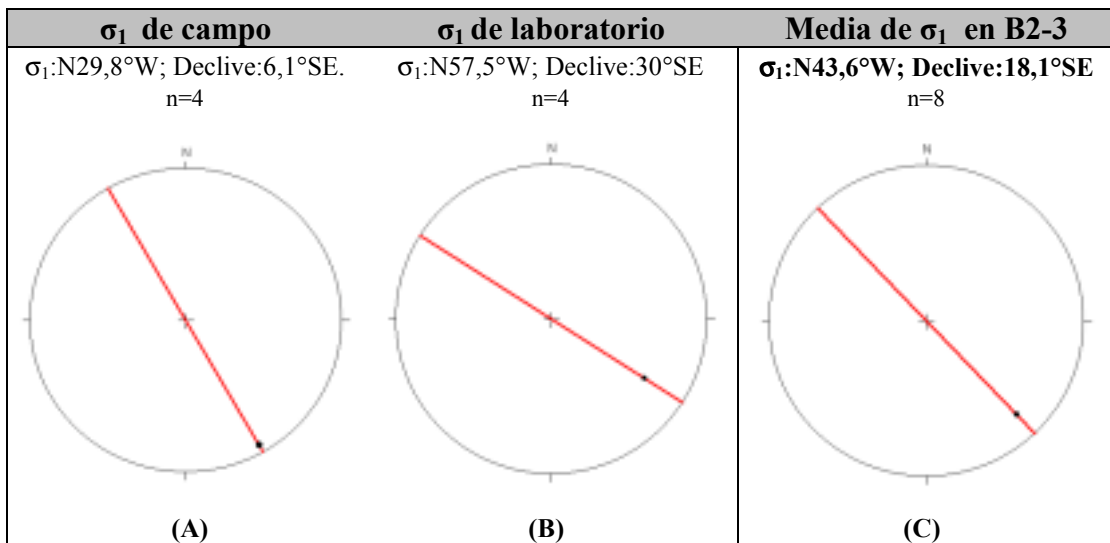 σ₁ de campo
σ₁ de laboratorio
Media de σ₁ en B2-3
σ₁:N29,8°W; Declive:6,1°SE.
n=4
σ₁:N57,5°W; Declive:30°SE
n=4
σ₁:N43,6°W; Declive:18,1°SE
n=8
N
N
N
(A)
(B)
(C)